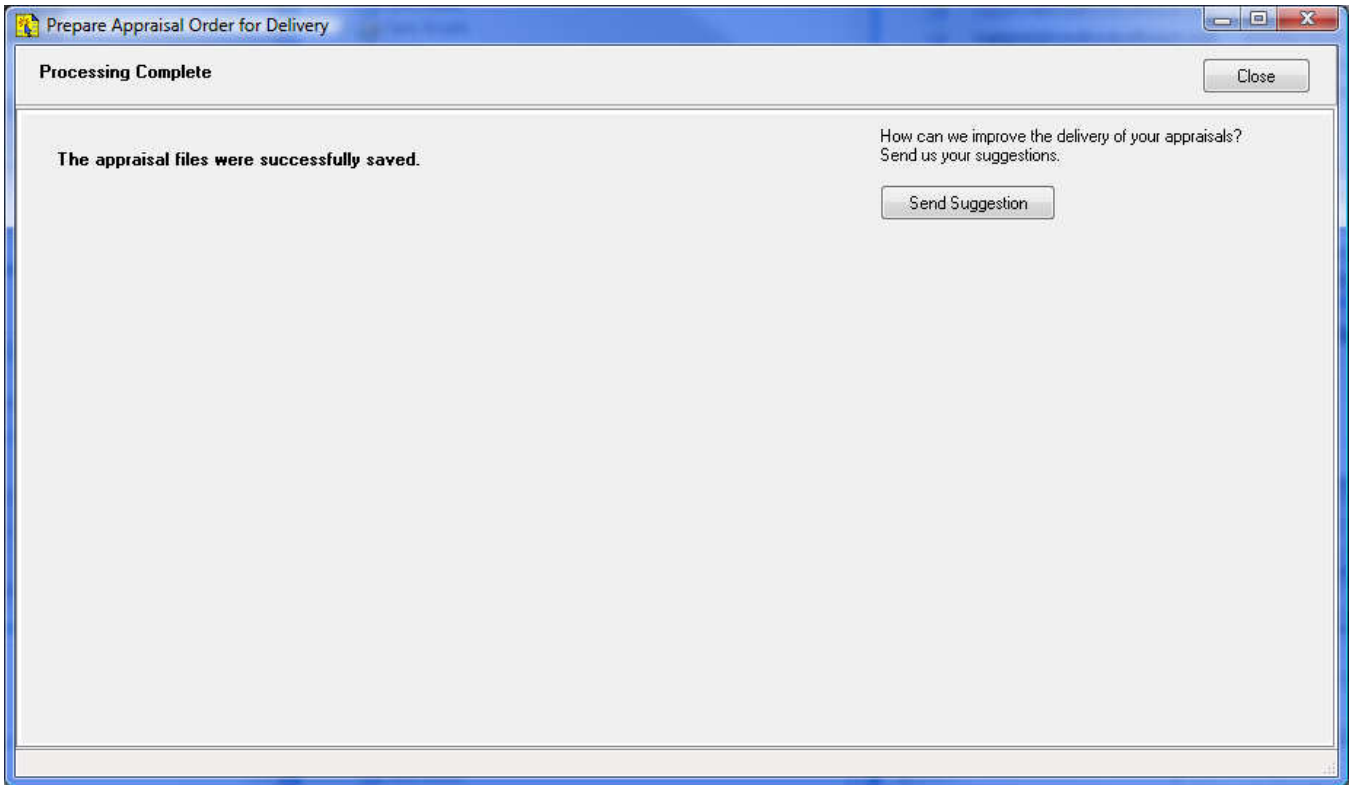 Prepare Appraisal Order for Delivery
Processing Complete
Close
The appraisal files were successfully saved.
How can we improve the delivery of your appraisals?
Send us your suggestions.
Send Suggestion